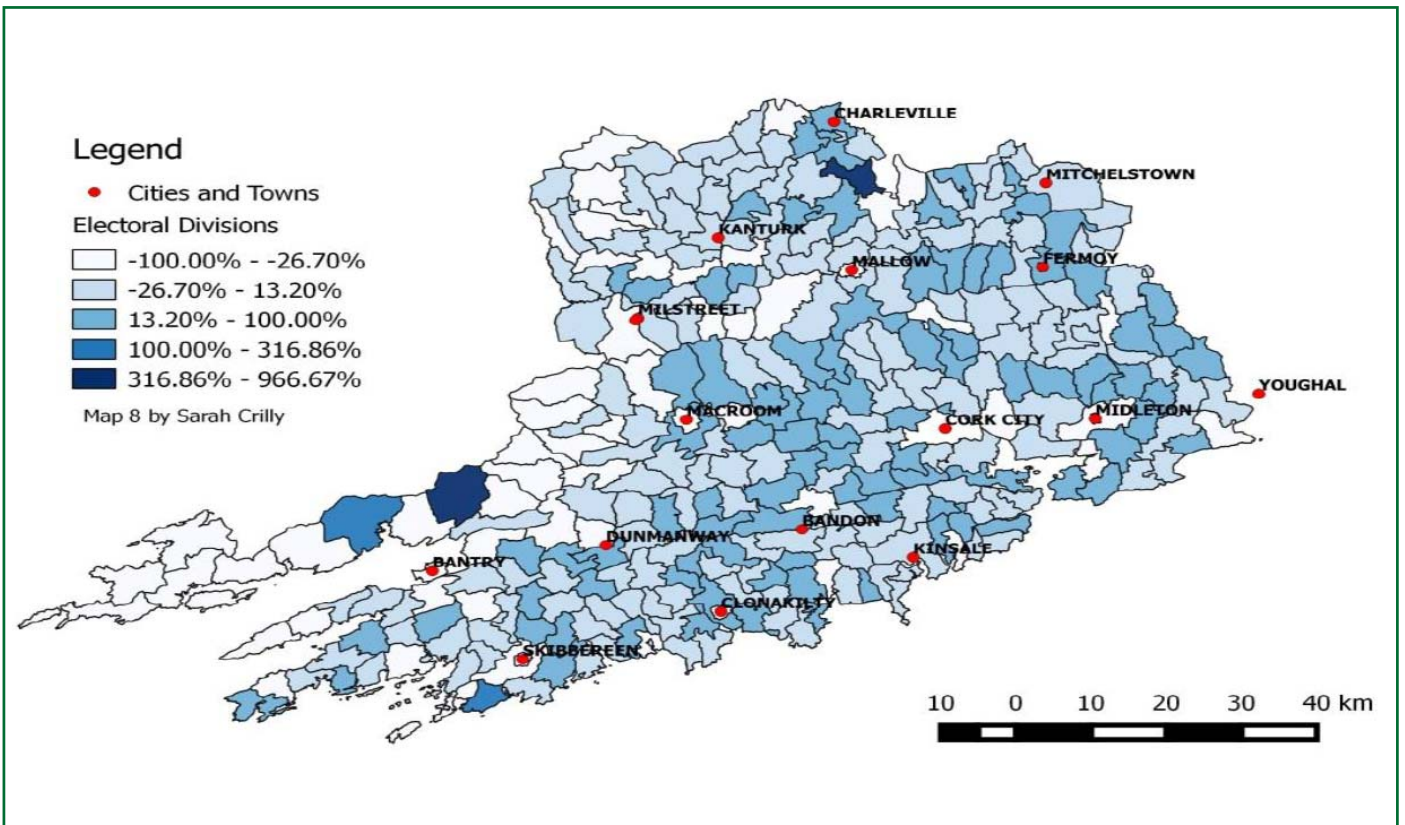 Legend
Cities and Towns
Electoral Divisions
-100.00% - -26.70%
-26.70% - 13.20%
13.20% - 100.00%
100.00% - 316.86%
316.86% - 966.67%
Map 8 by Sarah Crilly
CHARLEVILLE
MITCHELSTOWN
KANTURK
MALLOW
FERMOY
MILSTREET
YOUGHAL
MACROOM
CORK CITY
MIDLETON
BANDON
DUNMANWAY
KINSALE
BANTRY
CLONAKILTY
SKIBBEREEN
10 0 10 20 30 40 km